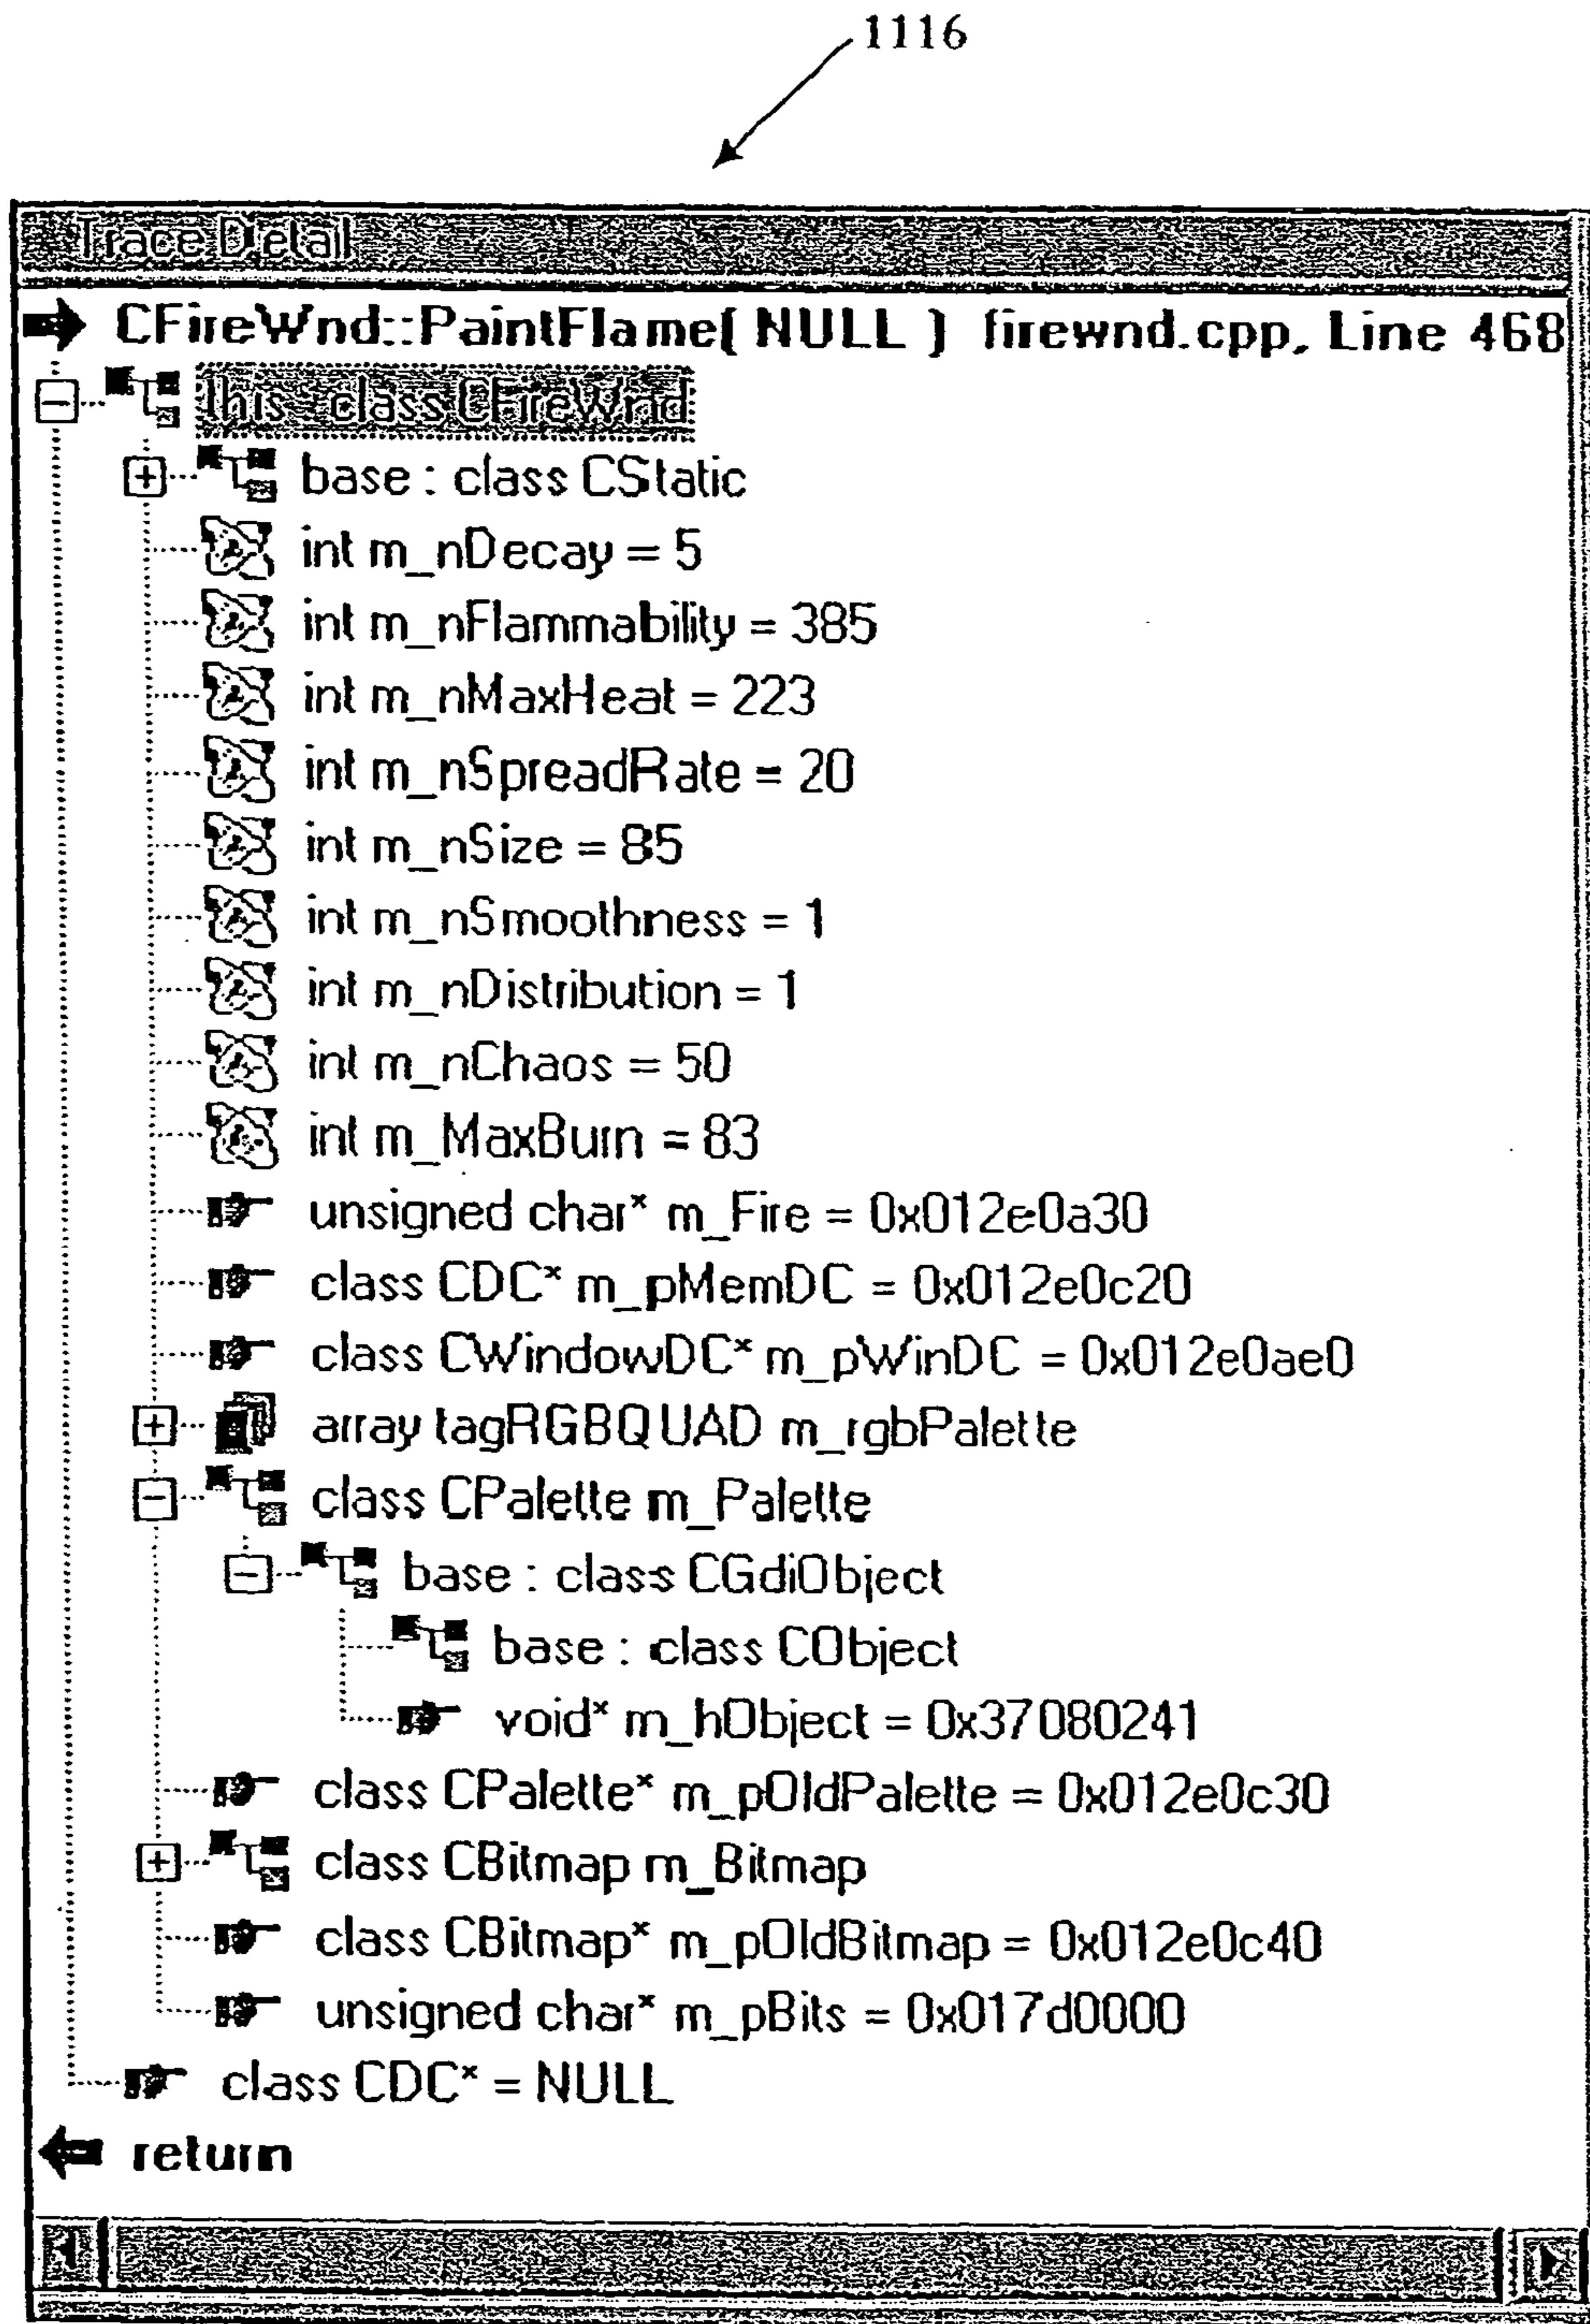 1116
Trace Detail
CFireWnd::PaintFlame( NULL ) firewnd.cpp, Line 468
this : class CFireWnd
base : class CStatic
int m_nDecay = 5
int m_nFlammability = 385
int m_nMaxHeat = 223
int m_nSpreadRate = 20
int m_nSize = 85
int m_nSmoothness = 1
int m_nDistribution = 1
int m_nChaos = 50
int m_MaxBurn = 83
unsigned char* m_Fire = 0x012e0a30
class CDC* m_pMemDC = 0x012e0c20
class CWindowDC* m_pWinDC = 0x012e0ae0
array tagRGBQUAD m_rgbPalette
class CPalette m_Palette
base : class CGdiObject
base : class CObject
void* m_hObject = 0x37080241
class CPalette* m_pOldPalette = 0x012e0c30
class CBitmap m_Bitmap
class CBitmap* m_pOldBitmap = 0x012e0c40
unsigned char* m_pBits = 0x017d0000
class CDC* = NULL
return